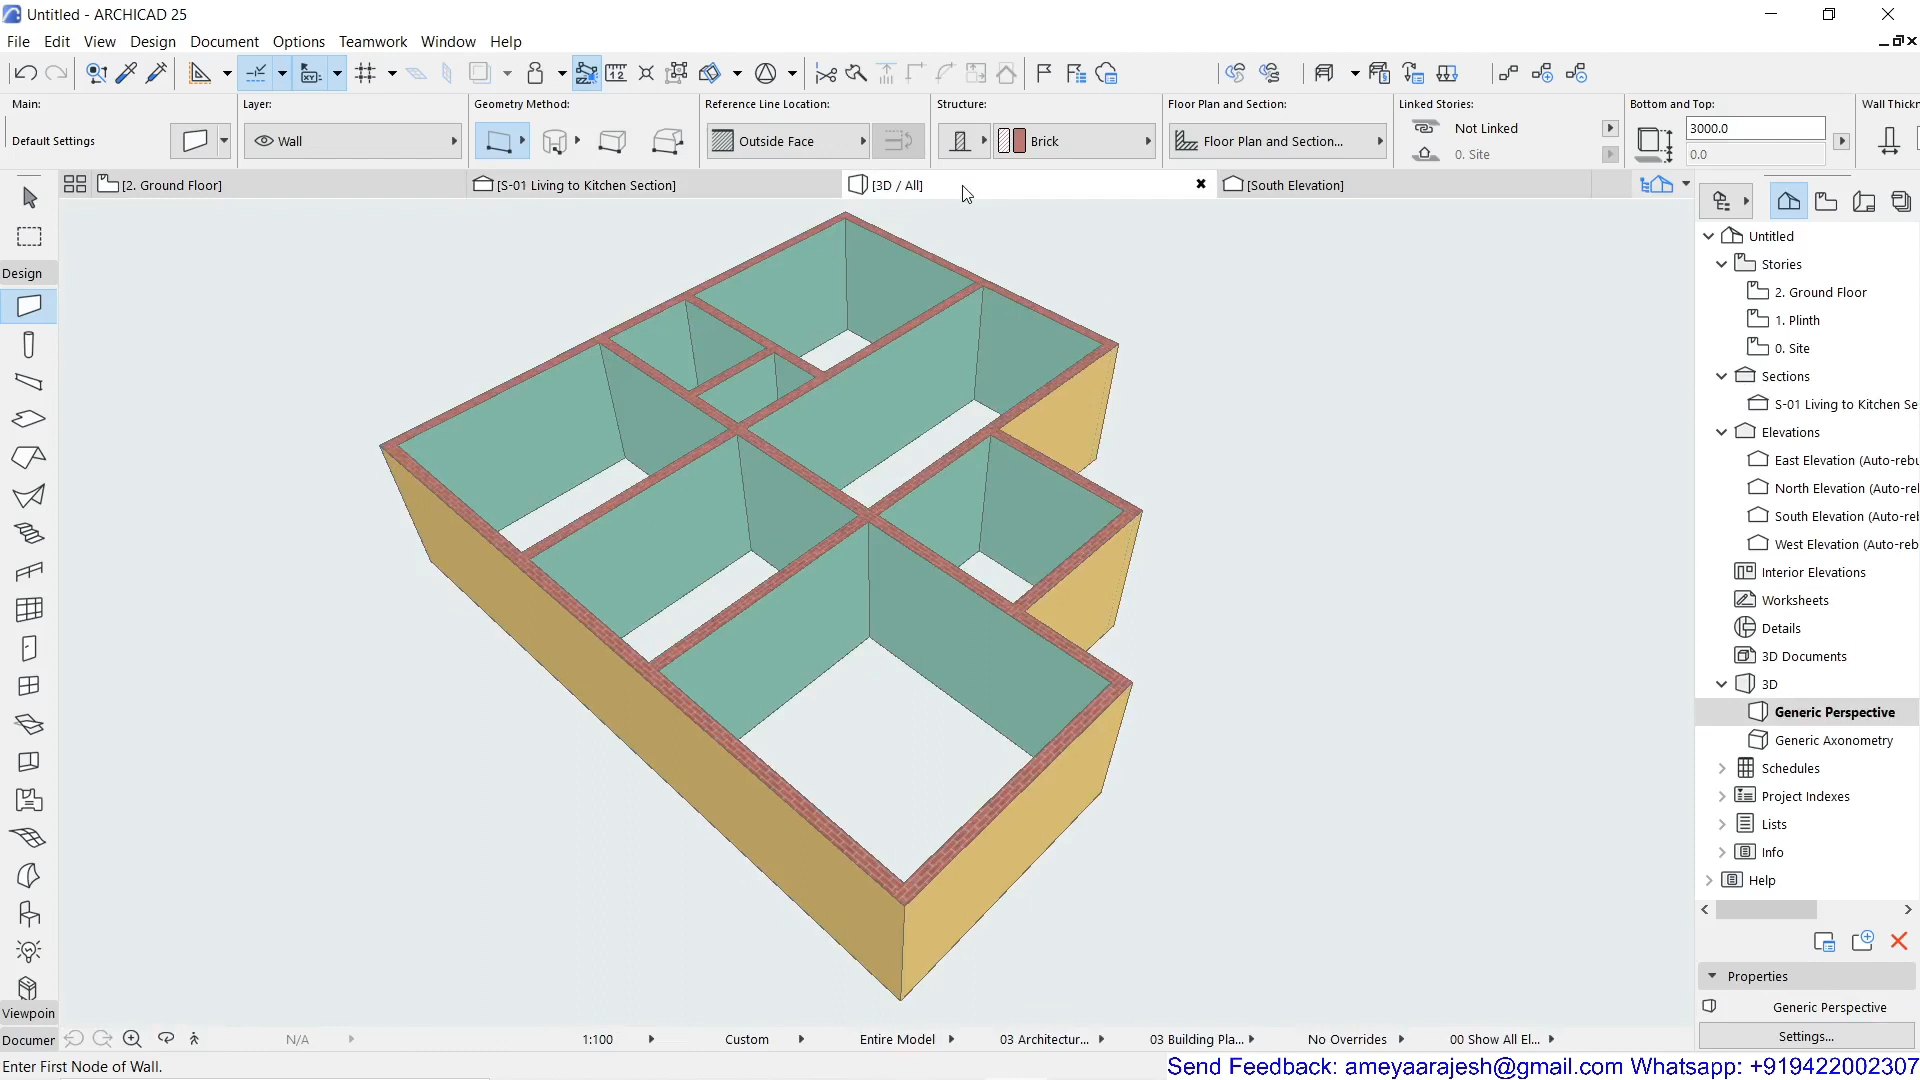 Untitled - ARCHICAD 25
File Edit View Design Document Options Teamwork Window Help
Main: Layer: Geometry Method: Reference Line Location: Structure: Floor Plan and Section: Linked Stories: Bottom and Top: Wall Thickn
Default Settings Wall Outside Face Brick Floor Plan and Section... Not Linked 3000.0
0. Site 0.0
[2. Ground Floor] [S-01 Living to Kitchen Section] [3D / All] [South Elevation]
Design
Viewpoin
Documer
Untitled
Stories
2. Ground Floor
1. Plinth
0. Site
Sections
S-01 Living to Kitchen Se
Elevations
East Elevation (Auto-rebu
North Elevation (Auto-rel
South Elevation (Auto-rel
West Elevation (Auto-reb
Interior Elevations
Worksheets
Details
3D Documents
3D
Generic Perspective
Generic Axonometry
Schedules
Project Indexes
Lists
Info
Help
Properties
Generic Perspective
Settings...
N/A 1:100 Custom Entire Model 03 Architectur... 03 Building Pla... No Overrides 00 Show All El...
Enter First Node of Wall.
Send Feedback: ameyaarajesh@gmail.com Whatsapp: +919422002307